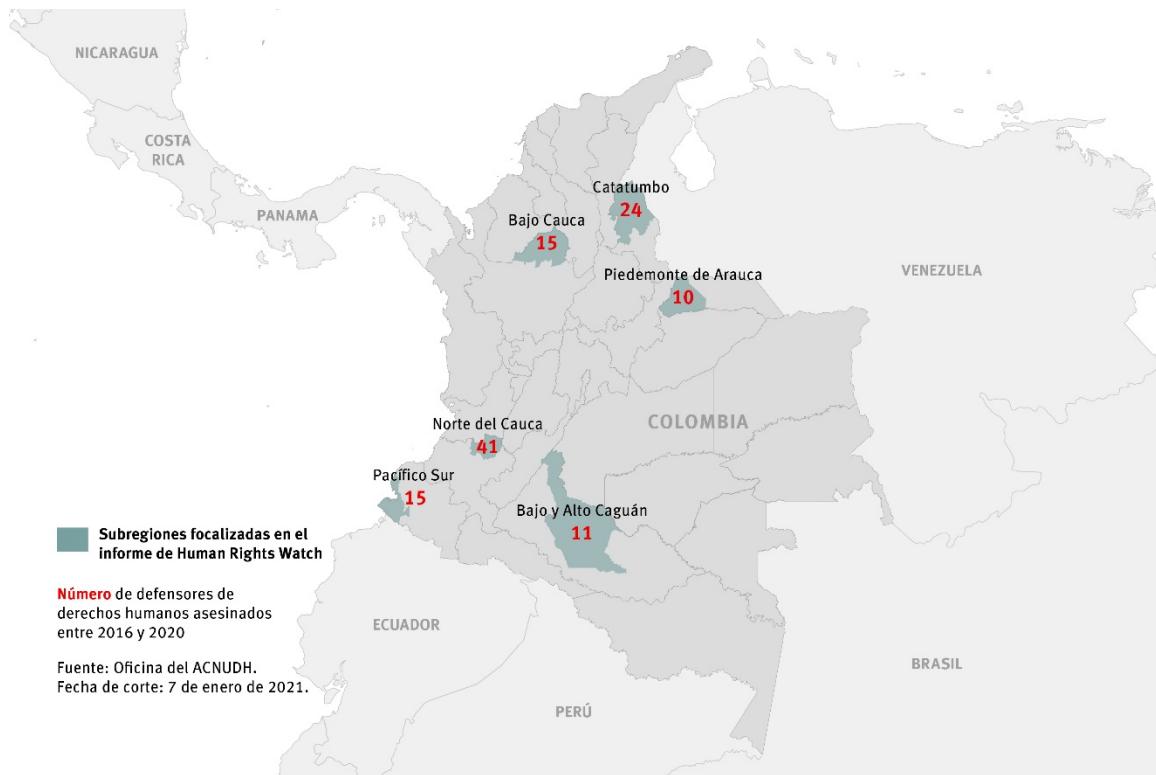 NICARAGUA
COSTA
RICA
PANAMA
Catatumbo
24
Bajo Cauca
15
Piedemonte de Arauca
10
VENEZUELA
Norte del Cauca
41
COLOMBIA
Pacífico Sur
15
Bajo y Alto Caguán
11
Subregiones focalizadas en el
informe de Human Rights Watch
Número de defensores de
derechos humanos asesinados
entre 2016 y 2020
Fuente: Oficina del ACNUDH.
Fecha de corte: 7 de enero de 2021.
ECUADOR
BRASIL
PERÚ